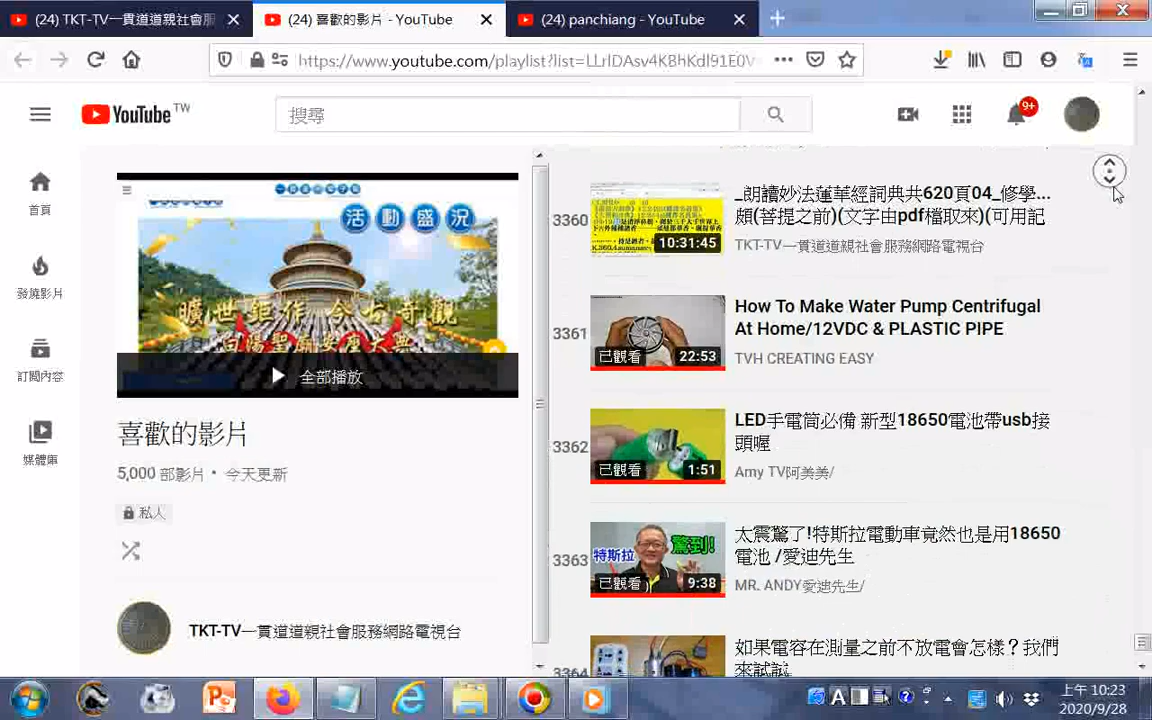 (24) TKT-TV一貫道道親社會服
(24) 喜歡的影片 - YouTube
(24) panchiang - YouTube
https://www.youtube.com/playlist?list=LLrIDAsv4KBhKdl91E0V
YouTube TW
搜尋
9+
首頁
發燒影片
訂閱內容
媒體庫
活動盛況
曠世鉅作 今古奇觀
白陽聖廟安座大典
全部播放
喜歡的影片
5,000 部影片 • 今天更新
私人
TKT-TV一貫道道親社會服務網路電視台
3360
10:31:45
_朗讀妙法蓮華經詞典共620頁04_修學...
頗(菩提之前)(文字由pdf檔取來)(可用記
TKT-TV一貫道道親社會服務網路電視台
3361
已觀看
22:53
How To Make Water Pump Centrifugal
At Home/12VDC & PLASTIC PIPE
TVH CREATING EASY
3362
已觀看
1:51
LED手電筒必備 新型18650電池帶usb接
頭喔
Amy TV阿美美/
3363
特斯拉
驚到!
已觀看
9:38
太震驚了!特斯拉電動車竟然也是用18650
電池 /愛迪先生
MR. ANDY愛迪先生/
3364
如果電容在測量之前不放電會怎樣？我們
來試試
上午 10:23
2020/9/28